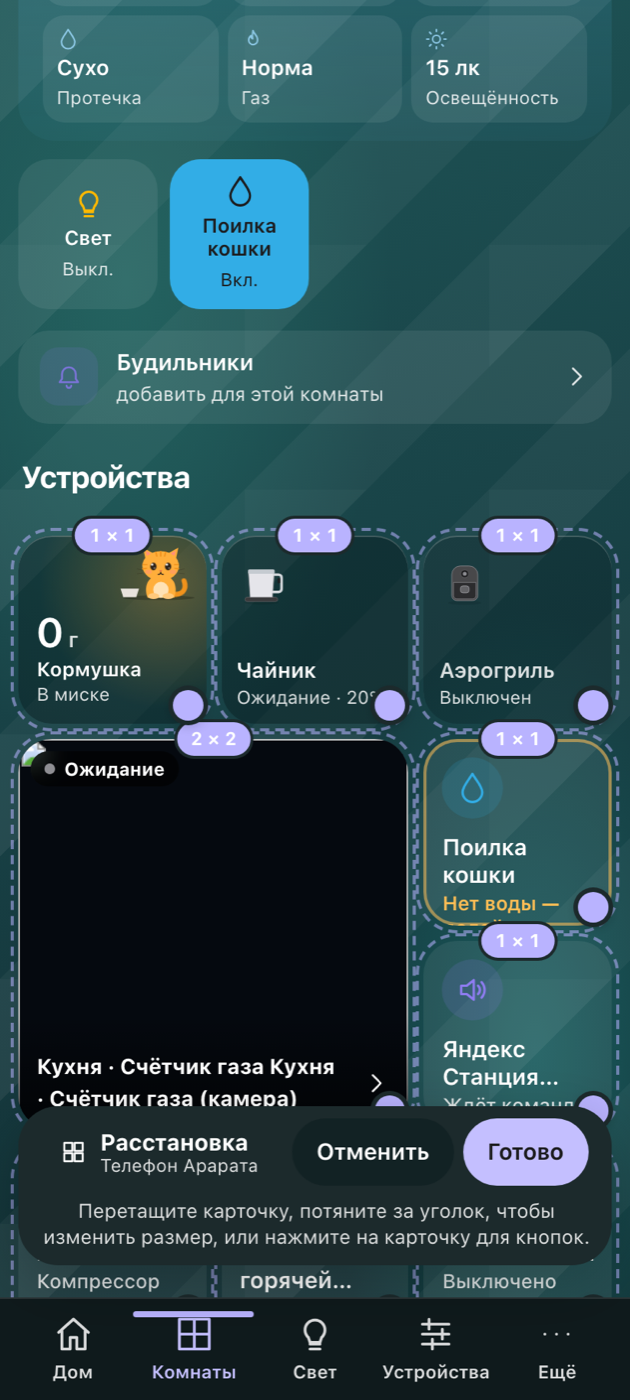 Сухо
Протечка
Норма
Газ
15 лк
Освещённость
Свет
Выкл.
Поилка
кошки
Вкл.
Будильники
добавить для этой комнаты
Устройства
1 × 1
1 × 1
1 × 1
0 г
Кормушка
В миске
Чайник
Ожидание · 20°
Аэрогриль
Выключен
2 × 2
Ожидание
Кухня · Счётчик газа Кухня
· Счётчик газа (камера)
1 × 1
Поилка
кошки
Нет воды —
1 × 1
Яндекс
Станция...
Ждёт команд
Расстановка
Телефон Арарата
Отменить
Готово
Перетащите карточку, потяните за уголок, чтобы
изменить размер, или нажмите на карточку для кнопок.
Компрессор
горячей...
Выключено
Дом
Комнаты
Свет
Устройства
Ещё